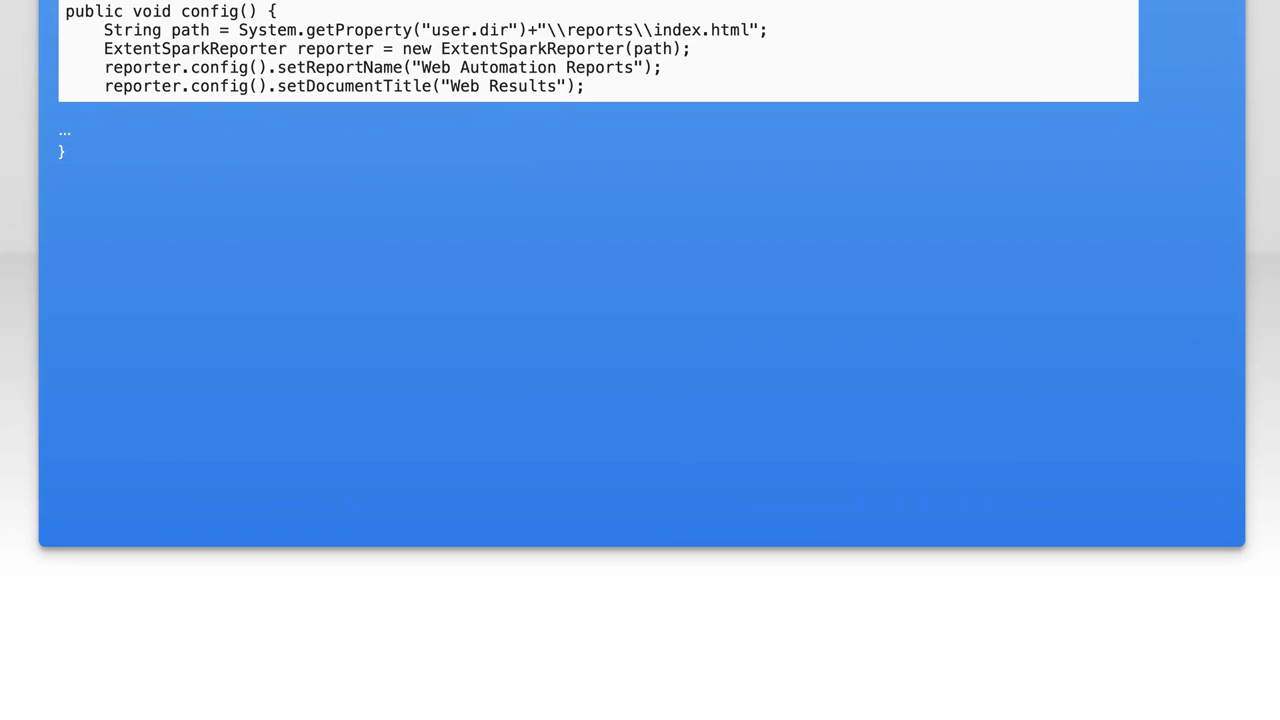 public void config() {
    String path = System.getProperty("user.dir")+"\\reports\\index.html";
    ExtentSparkReporter reporter = new ExtentSparkReporter(path);
    reporter.config().setReportName("Web Automation Reports");
    reporter.config().setDocumentTitle("Web Results");
...
}